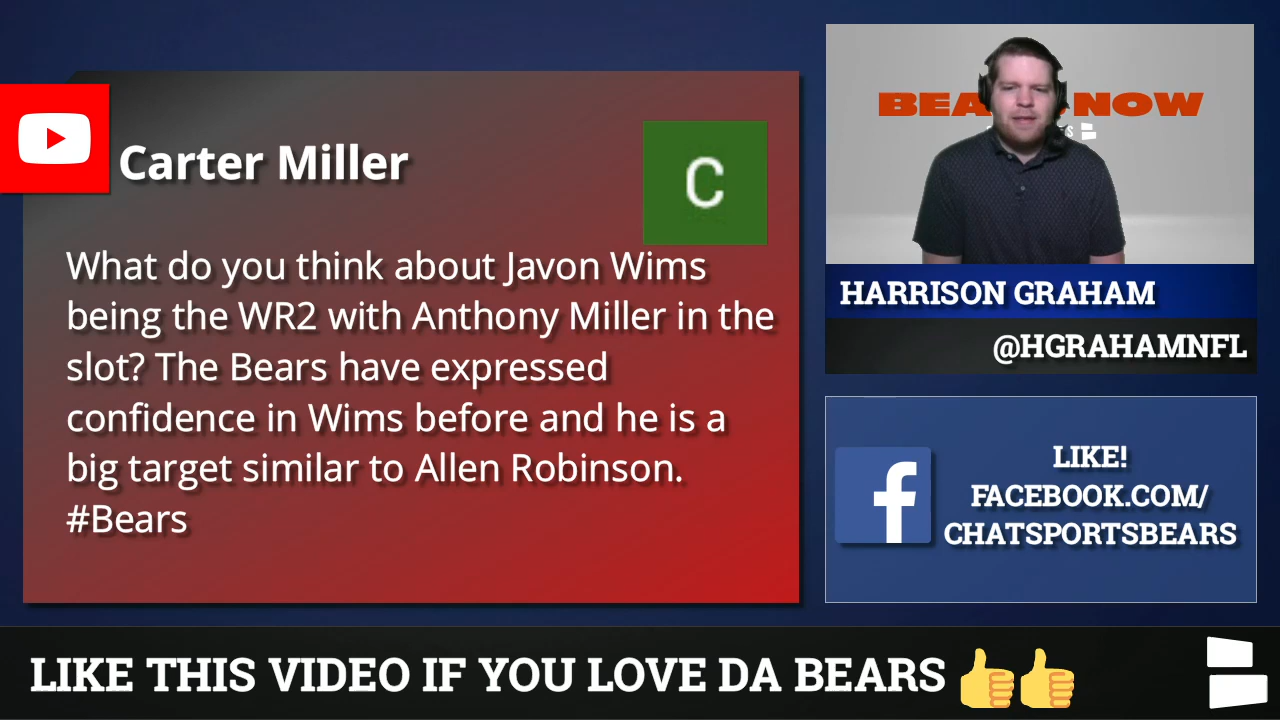 Carter Miller
C
What do you think about Javon Wims
being the WR2 with Anthony Miller in the
slot? The Bears have expressed
confidence in Wims before and he is a
big target similar to Allen Robinson.
#Bears
NOW
HARRISON GRAHAM
@HGRAHAMNFL
LIKE!
FACEBOOK.COM/
CHATSPORTSBEARS
LIKE THIS VIDEO IF YOU LOVE DA BEARS